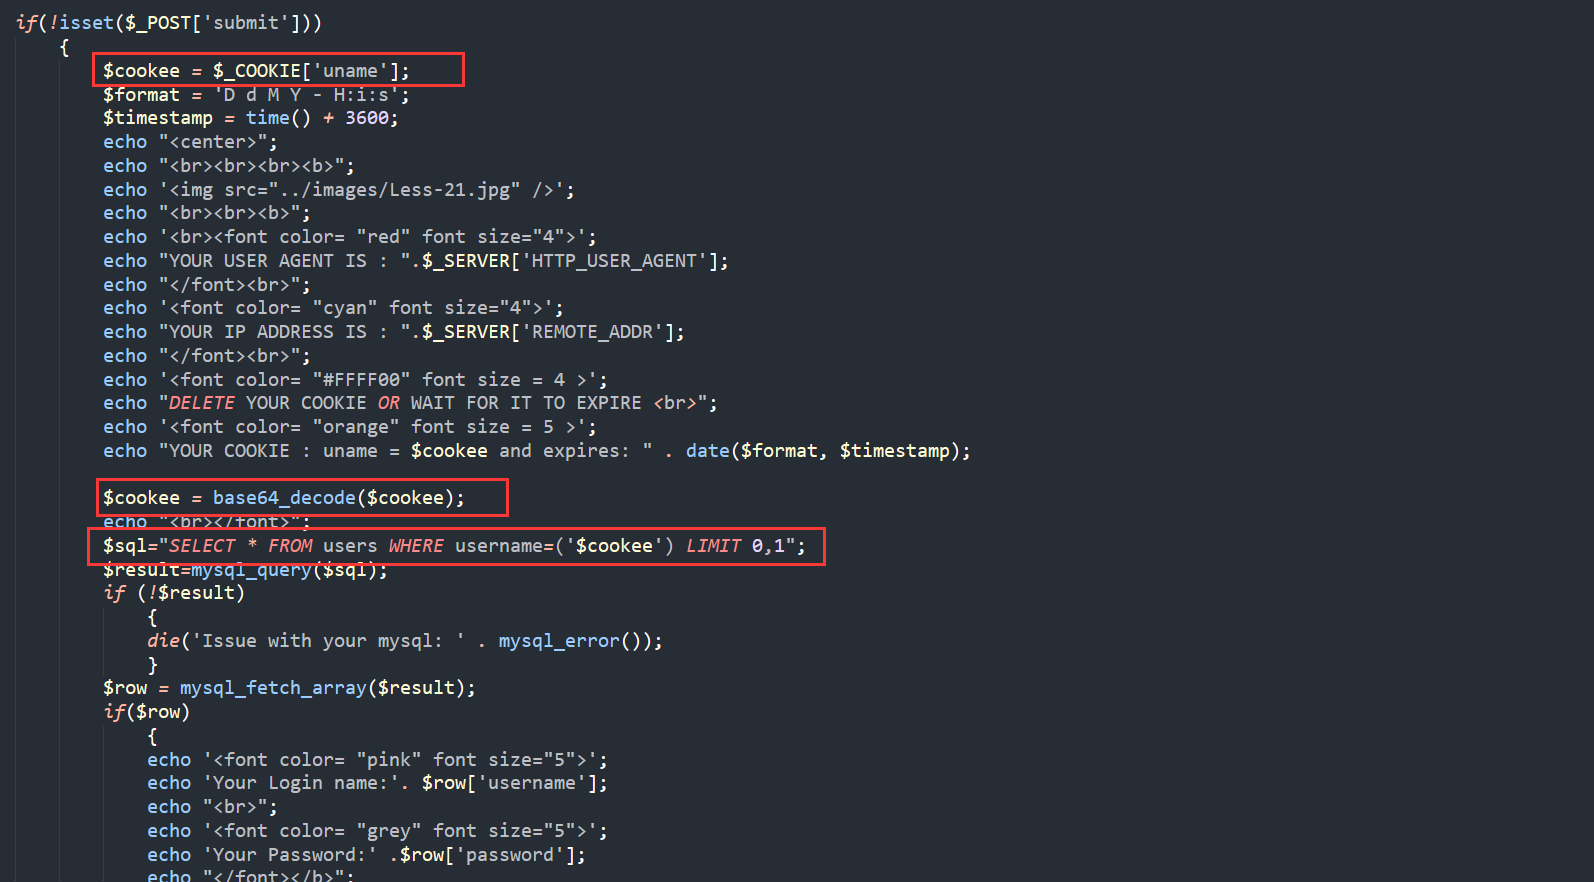 if(!isset($_POST['submit']))
{
$cookee = $_COOKIE['uname'];
$format = 'D d M Y - H:i:s';
$timestamp = time() + 3600;
echo "<center>";
echo "<br><br><br><b>";
echo '<img src="../images/Less-21.jpg" />';
echo "<br><br><b>";
echo '<br><font color= "red" font size="4">';
echo "YOUR USER AGENT IS : ".$_SERVER['HTTP_USER_AGENT'];
echo "</font><br>";
echo '<font color= "cyan" font size="4">';
echo "YOUR IP ADDRESS IS : ".$_SERVER['REMOTE_ADDR'];
echo "</font><br>";
echo '<font color= "#FFFF00" font size = 4 >';
echo "DELETE YOUR COOKIE OR WAIT FOR IT TO EXPIRE <br>";
echo '<font color= "orange" font size = 5 >';
echo "YOUR COOKIE : uname = $cookee and expires: " . date($format, $timestamp);
$cookee = base64_decode($cookee);
echo "<br></font>";
$sql="SELECT * FROM users WHERE username=('$cookee') LIMIT 0,1";
$result=mysql_query($sql);
if (!$result)
{
die('Issue with your mysql: ' . mysql_error());
}
$row = mysql_fetch_array($result);
if($row)
{
echo '<font color= "pink" font size="5">';
echo 'Your Login name:'. $row['username'];
echo "<br>";
echo '<font color= "grey" font size="5">';
echo 'Your Password:' .$row['password'];
echo "</font></b>";